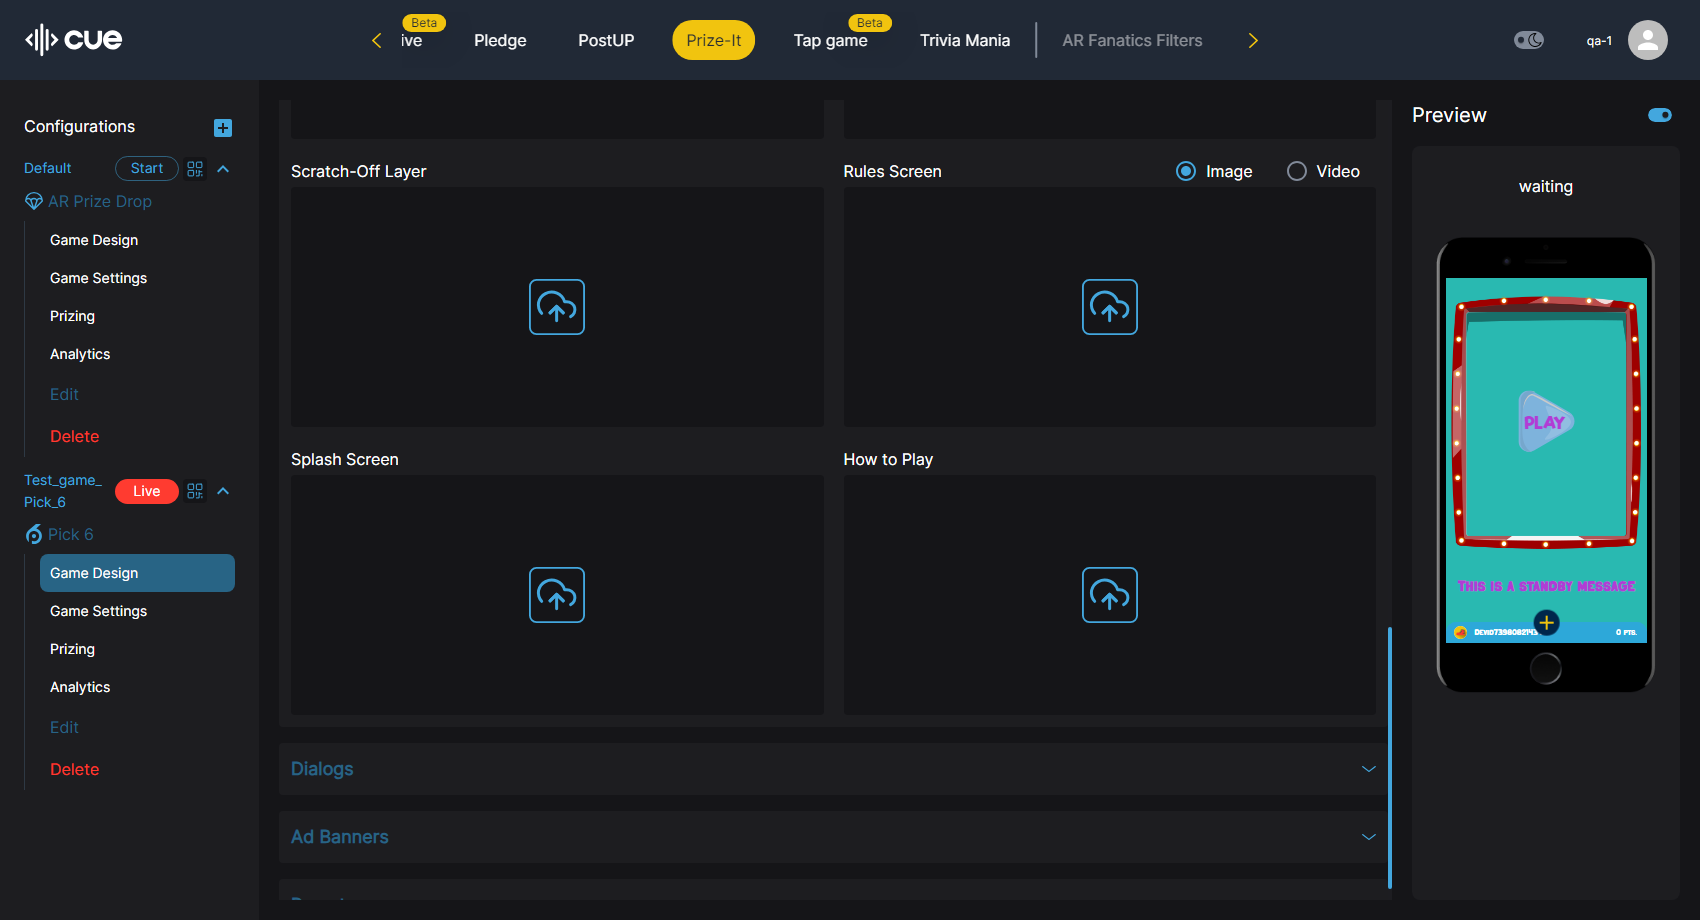 cue
Beta
ive
Pledge
PostUP
Prize-It
Beta
Tap game
Trivia Mania
AR Fanatics Filters
qa-1
Configurations
Default
Start
AR Prize Drop
Game Design
Game Settings
Prizing
Analytics
Edit
Delete
Test_game_
Pick_6
Live
Pick 6
Game Design
Game Settings
Prizing
Analytics
Edit
Delete
Scratch-Off Layer
Rules Screen
Image
Video
Splash Screen
How to Play
Dialogs
Ad Banners
Preview
waiting
PLAY
THIS IS A STANDBY MESSAGE
0 PTS.